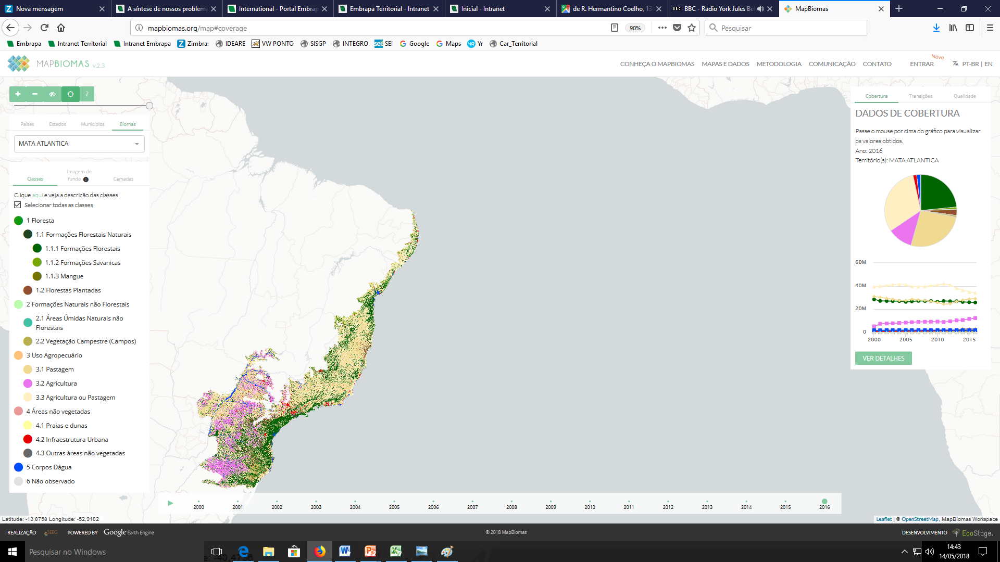 Nova mensagem
A síntese de nossos problema
International - Portal Embrap
Embrapa Territorial - Intranet
Inicial - Intranet
de R. Hermantino Coelho, 13
BBC - Radio York Jules Be
MapBiomas
mapbiomas.org/map#coverage
90%
Pesquisar
Embrapa
Intranet Territorial
Intranet Embrapa
Zimbra:
IDEARE
VW PONTO
SISGP
INTEGRO
SEI
Google
Maps
Yr
Car_Territorial
MAPBIOMAS v.2.3
CONHEÇA O MAPBIOMAS
MAPAS E DADOS
METODOLOGIA
COMUNICAÇÃO
CONTATO
ENTRAR
Novo
PT-BR | EN
Países
Estados
Municípios
Biomas
MATA ATLANTICA
Classes
Imagem de
fundo
Camadas
Clique aqui e veja a descrição das classes
Selecionar todas as classes
1 Floresta
1.1 Formações Florestais Naturais
1.1.1 Formações Florestais
1.1.2 Formações Savanicas
1.1.3 Mangue
1.2 Florestas Plantadas
2 Formações Naturais não Florestais
2.1 Áreas Úmidas Naturais não
Florestais
2.2 Vegetação Campestre (Campos)
3 Uso Agropecuário
3.1 Pastagem
3.2 Agricultura
3.3 Agricultura ou Pastagem
4 Áreas não vegetadas
4.1 Praias e dunas
4.2 Infraestrutura Urbana
4.3 Outras áreas não vegetadas
5 Corpos Dágua
6 Não observado
Cobertura
Transições
Qualidade
DADOS DE COBERTURA
Passe o mouse por cima do gráfico para visualizar
os valores obtidos.
Ano: 2016
Território(s): MATA ATLANTICA
60M
40M
20M
0
2000 2005 2010 2015
VER DETALHES
2000 2001 2002 2003 2004 2005 2006 2007 2008 2009 2010 2011 2012 2013 2014 2015 2016
Latitude: -13,8758 Longitude: -52,9102
Leaflet | © OpenStreetMap, MapBiomas Workspace
REALIZAÇÃO
SEEG
POWERED BY
Google Earth Engine
© 2018 MapBiomas
DESENVOLVIMENTO
EcoStage.
Pesquisar no Windows
14:43
14/05/2018